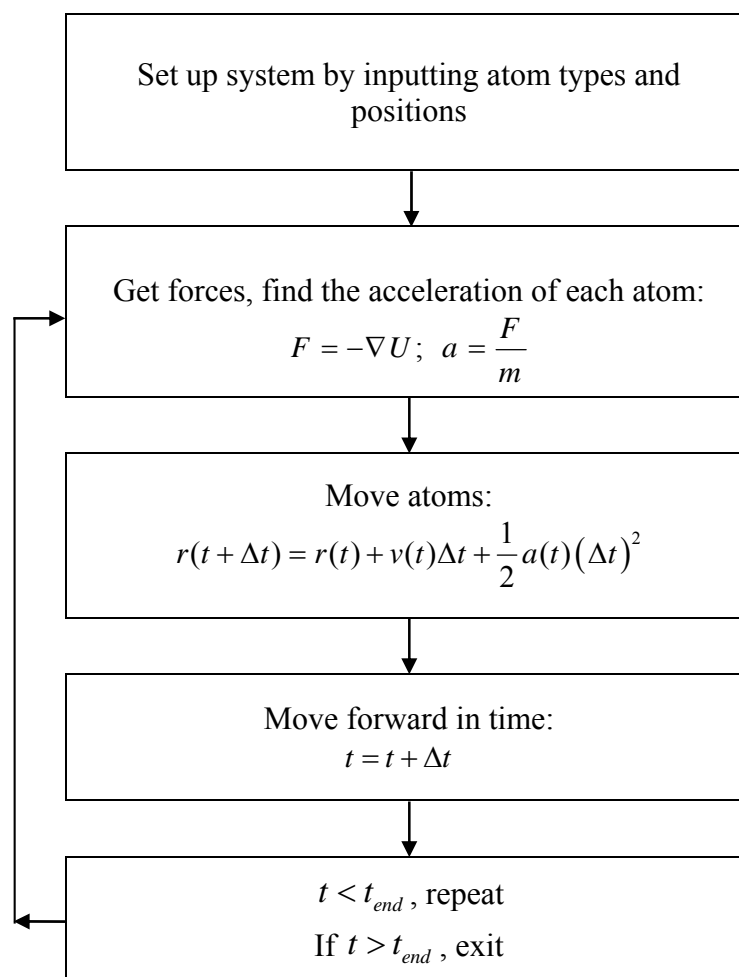 Set up system by inputting atom types and
positions
Get forces, find the acceleration of each atom:
F = −∇U ; a = F/m
Move atoms:
r(t + Δt) = r(t) + v(t)Δt + 1/2 a(t)(Δt)²
Move forward in time:
t = t + Δt
t < t_end , repeat
If t > t_end , exit